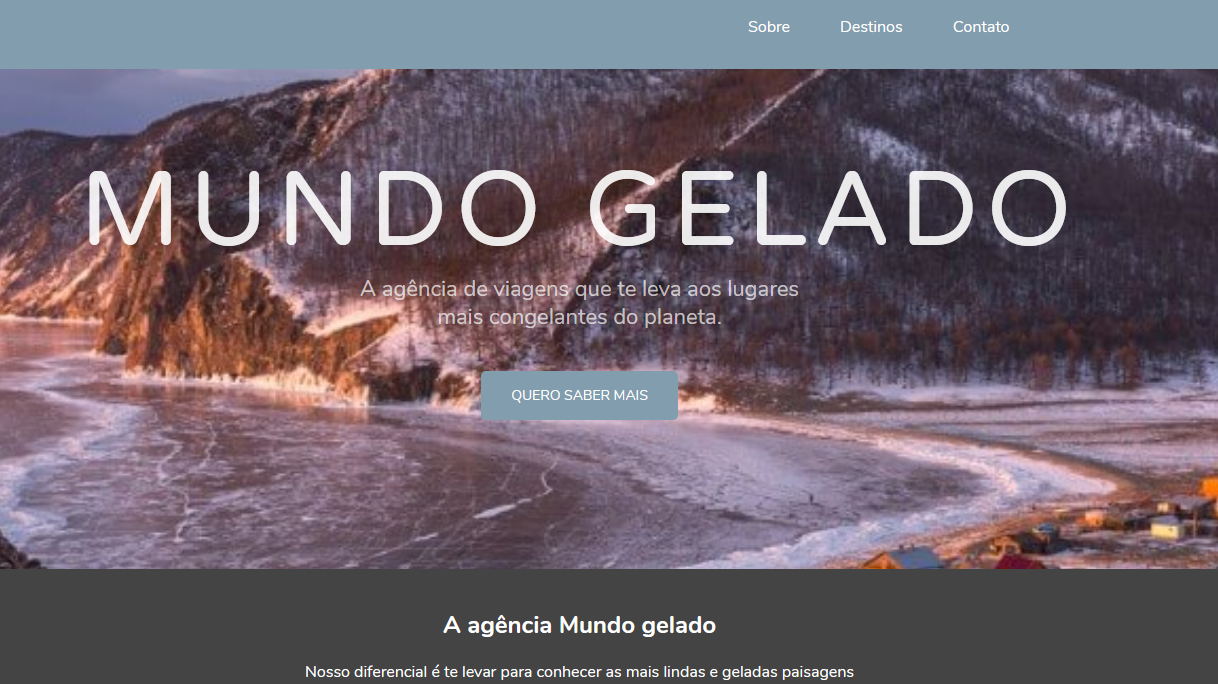 Sobre Destinos Contato
MUNDO GELADO
A agência de viagens que te leva aos lugares
mais congelantes do planeta.
QUERO SABER MAIS
A agência Mundo gelado
Nosso diferencial é te levar para conhecer as mais lindas e geladas paisagens